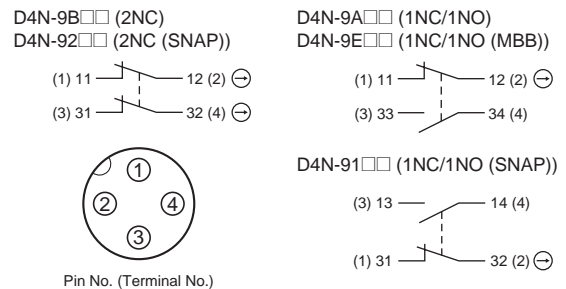 D4N-9B□□ (2NC)
D4N-92□□ (2NC (SNAP))
(1) 11 12 (2)
(3) 31 32 (4)
1
2 4
3
Pin No. (Terminal No.)
D4N-9A□□ (1NC/1NO)
D4N-9E□□ (1NC/1NO (MBB))
(1) 11 12 (2)
(3) 33 34 (4)
D4N-91□□ (1NC/1NO (SNAP))
(3) 13 14 (4)
(1) 31 32 (2)